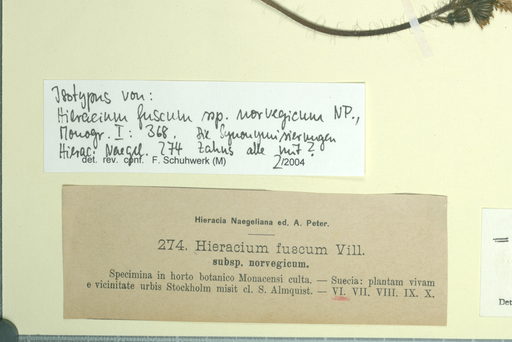 Isotypus von:
Hieracium fuscum ssp. norvegicum NP.,
Monogr. I: 368. Die Synonymisierungen
Hierac. Naegel. 274 Zahns alle mit ?
det. rev. conf. F. Schuhwerk (M) 2/2004
Hieracia Naegeliana ed. A. Peter.
274. Hieracium fuscum Vill.
subsp. norvegicum.
Specimina in horto botanico Monacensi culta. — Suecia: plantam vivam
e vicinitate urbis Stockholm misit cl. S. Almquist. — VI. VII. VIII. IX. X.
Det